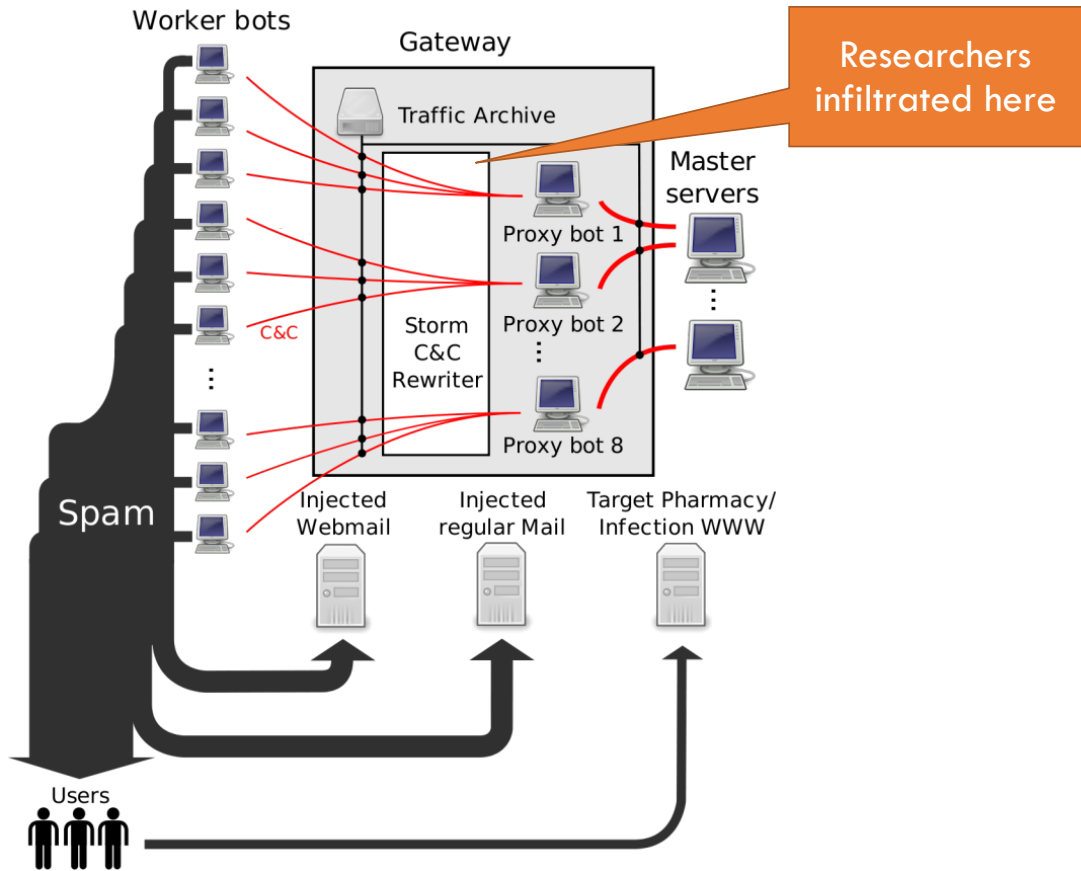 Worker bots
Gateway
Researchers
infiltrated here
Traffic Archive
Master
servers
Proxy bot 1
Proxy bot 2
C&C
Storm
C&C
Rewriter
Proxy bot 8
Spam
Injected
Webmail
Injected
regular Mail
Target Pharmacy/
Infection WWW
Users